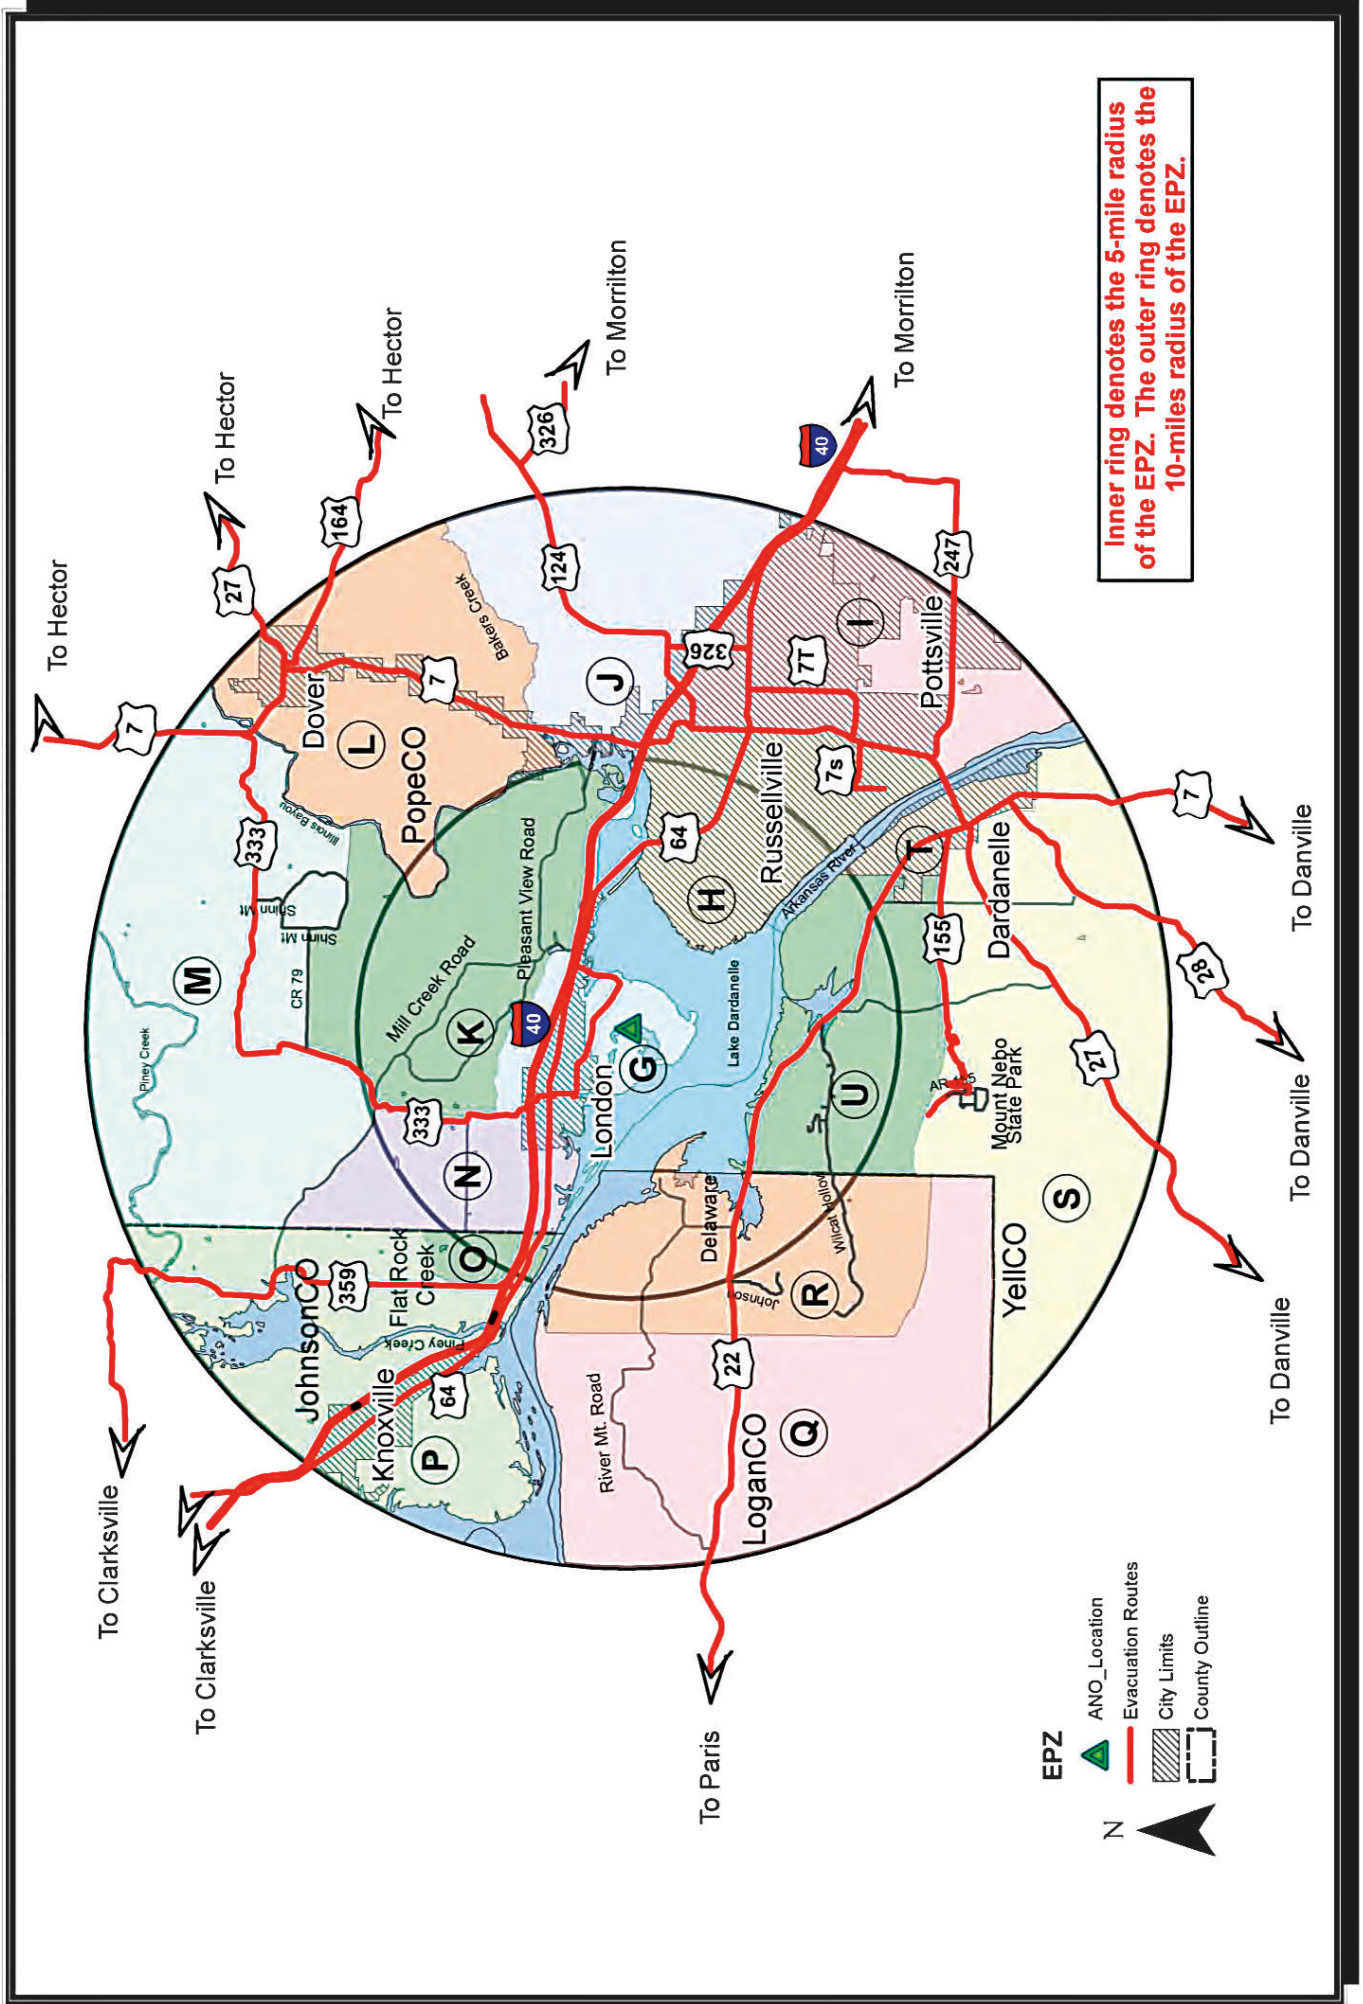 To Hector
To Hector
To Hector
To Morrilton
To Morrilton
To Clarksville
To Clarksville
To Paris
To Danville
To Danville
To Danville
7
27
164
326
124
40
247
326
7T
7s
7
333
64
40
333
359
64
22
155
7
28
27
M
L
J
I
K
H
T
G
N
O
P
U
R
Q
S
Dover
PopeCO
Bakers Creek
Illinois Bayou
Shinn Mt
Shinn Mt
Shinn Mt
CR 79
Piney Creek
Mill Creek Road
Pleasant View Road
Pottsville
Russellville
Arkansas River
Dardanelle
Lake Dardanelle
London
JohnsonCO
Flat Rock
Creek
Piney Creek
Knoxville
Delaware
Wilcat Hollow
Johnson
River Mt. Road
LoganCO
YellCO
Mount Nebo
State Park
Inner ring denotes the 5-mile radius
of the EPZ. The outer ring denotes the
10-miles radius of the EPZ.
EPZ
ANO_Location
Evacuation Routes
City Limits
County Outline
N